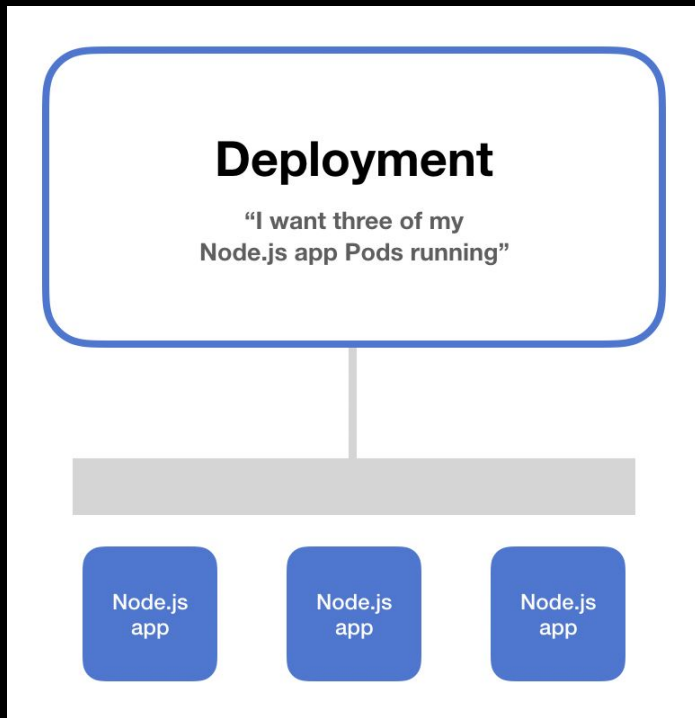 Deployment
“I want three of my
Node.js app Pods running”
Node.js
app
Node.js
app
Node.js
app